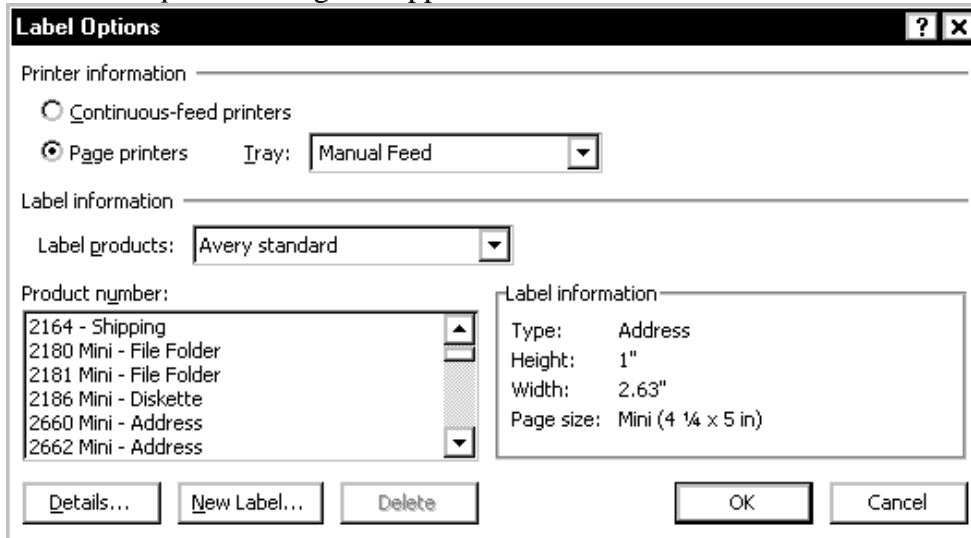 Label Options
Printer information
Continuous-feed printers
Page printers Tray: Manual Feed
Label information
Label products: Avery standard
Product number:
2164 - Shipping
2180 Mini - File Folder
2181 Mini - File Folder
2186 Mini - Diskette
2660 Mini - Address
2662 Mini - Address
Label information
Type: Address
Height: 1"
Width: 2.63"
Page size: Mini (4 ¼ x 5 in)
Details... New Label... Delete OK Cancel